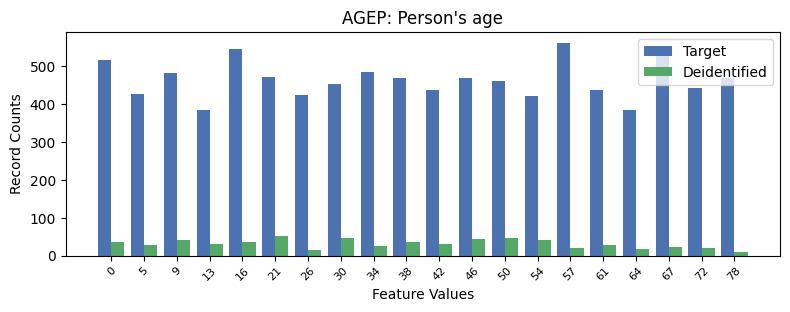 AGEP: Person's age
Target
Deidentified
Record Counts
500
400
300
200
100
0
0 5 9 13 16 21 26 30 34 38 42 46 50 54 57 61 64 67 72 78
Feature Values